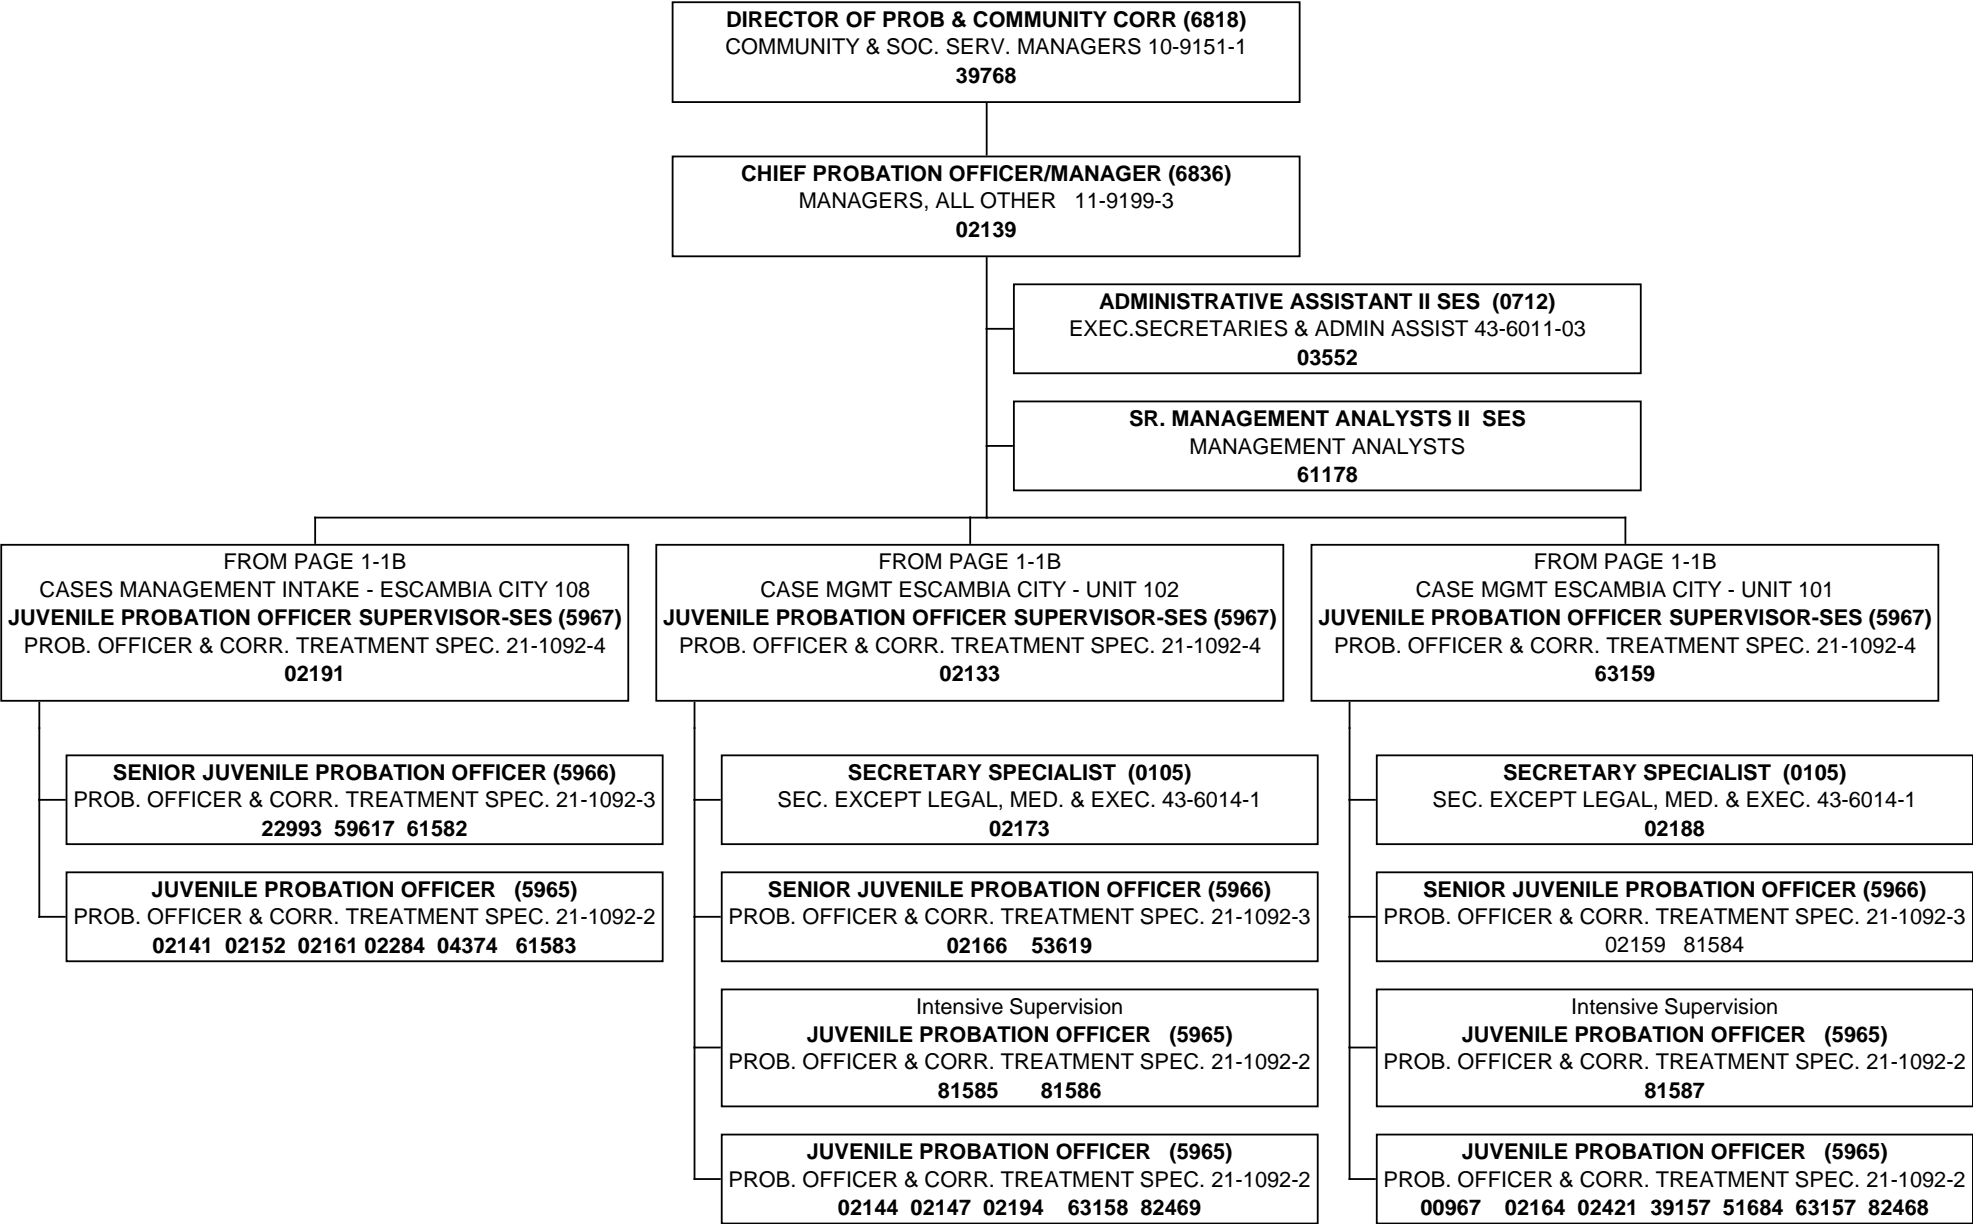 DIRECTOR OF PROB & COMMUNITY CORR (6818)
COMMUNITY & SOC. SERV. MANAGERS 10-9151-1
39768
CHIEF PROBATION OFFICER/MANAGER (6836)
MANAGERS, ALL OTHER 11-9199-3
02139
ADMINISTRATIVE ASSISTANT II SES (0712)
EXEC.SECRETARIES & ADMIN ASSIST 43-6011-03
03552
SR. MANAGEMENT ANALYSTS II SES
MANAGEMENT ANALYSTS
61178
FROM PAGE 1-1B
CASES MANAGEMENT INTAKE - ESCAMBIA CITY 108
JUVENILE PROBATION OFFICER SUPERVISOR-SES (5967)
PROB. OFFICER & CORR. TREATMENT SPEC. 21-1092-4
02191
SENIOR JUVENILE PROBATION OFFICER (5966)
PROB. OFFICER & CORR. TREATMENT SPEC. 21-1092-3
22993 59617 61582
JUVENILE PROBATION OFFICER (5965)
PROB. OFFICER & CORR. TREATMENT SPEC. 21-1092-2
02141 02152 02161 02284 04374 61583
FROM PAGE 1-1B
CASE MGMT ESCAMBIA CITY - UNIT 102
JUVENILE PROBATION OFFICER SUPERVISOR-SES (5967)
PROB. OFFICER & CORR. TREATMENT SPEC. 21-1092-4
02133
SECRETARY SPECIALIST (0105)
SEC. EXCEPT LEGAL, MED. & EXEC. 43-6014-1
02173
SENIOR JUVENILE PROBATION OFFICER (5966)
PROB. OFFICER & CORR. TREATMENT SPEC. 21-1092-3
02166 53619
Intensive Supervision
JUVENILE PROBATION OFFICER (5965)
PROB. OFFICER & CORR. TREATMENT SPEC. 21-1092-2
81585 81586
JUVENILE PROBATION OFFICER (5965)
PROB. OFFICER & CORR. TREATMENT SPEC. 21-1092-2
02144 02147 02194 63158 82469
FROM PAGE 1-1B
CASE MGMT ESCAMBIA CITY - UNIT 101
JUVENILE PROBATION OFFICER SUPERVISOR-SES (5967)
PROB. OFFICER & CORR. TREATMENT SPEC. 21-1092-4
63159
SECRETARY SPECIALIST (0105)
SEC. EXCEPT LEGAL, MED. & EXEC. 43-6014-1
02188
SENIOR JUVENILE PROBATION OFFICER (5966)
PROB. OFFICER & CORR. TREATMENT SPEC. 21-1092-3
02159 81584
Intensive Supervision
JUVENILE PROBATION OFFICER (5965)
PROB. OFFICER & CORR. TREATMENT SPEC. 21-1092-2
81587
JUVENILE PROBATION OFFICER (5965)
PROB. OFFICER & CORR. TREATMENT SPEC. 21-1092-2
00967 02164 02421 39157 51684 63157 82468